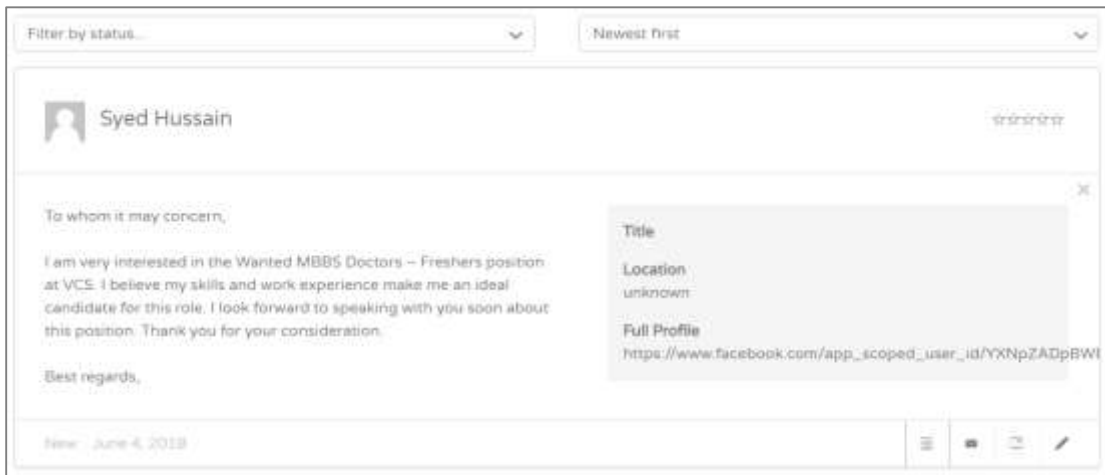 Filter by status...
Newest first
Syed Hussain
To whom it may concern,
I am very interested in the Wanted MBBS Doctors – Freshers position
at VCS. I believe my skills and work experience make me an ideal
candidate for this role. I look forward to speaking with you soon about
this position. Thank you for your consideration.
Best regards,
Title
Location
unknown
Full Profile
https://www.facebook.com/app_scoped_user_id/YXNpZADpBWE
New June 4, 2018